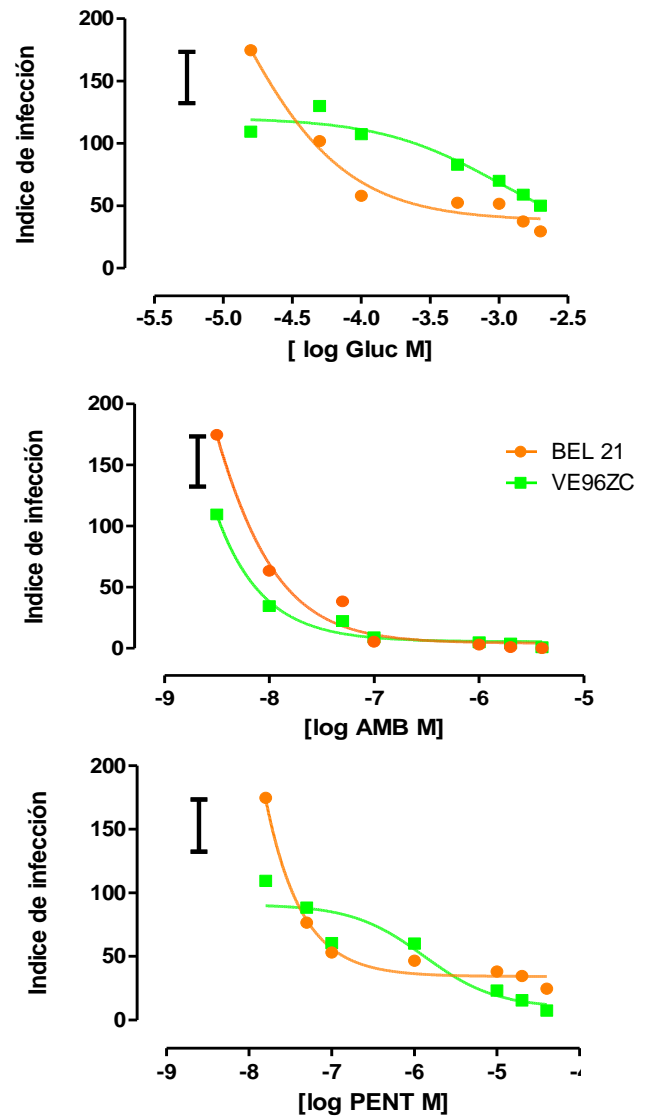 200
150
100
50
0
Indice de infección
-5.5 -5.0 -4.5 -4.0 -3.5 -3.0 -2.5
[ log Gluc M]
200
150
100
50
0
Indice de infección
BEL 21
VE96ZC
-9 -8 -7 -6 -5
[log AMB M]
200
150
100
50
0
Indice de infección
-9 -8 -7 -6 -5
[log PENT M]